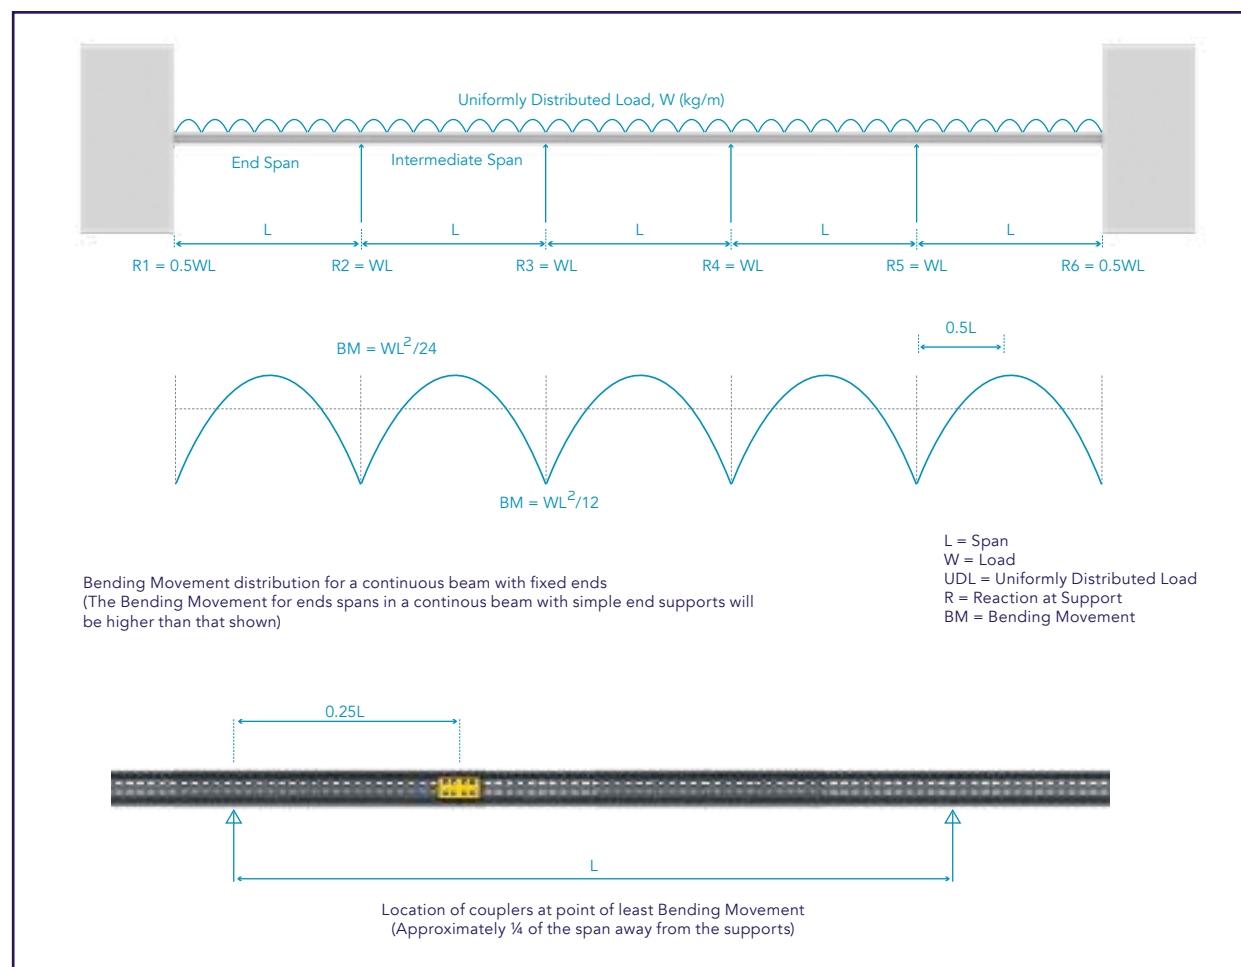 Uniformly Distributed Load, W (kg/m)
End Span
Intermediate Span
L L L L L
R1 = 0.5WL R2 = WL R3 = WL R4 = WL R5 = WL R6 = 0.5WL
0.5L
BM = WL²/24
BM = WL²/12
L = Span
W = Load
UDL = Uniformly Distributed Load
R = Reaction at Support
BM = Bending Movement
Bending Movement distribution for a continuous beam with fixed ends
(The Bending Movement for ends spans in a continous beam with simple end supports will
be higher than that shown)
0.25L
L
Location of couplers at point of least Bending Movement
(Approximately ¼ of the span away from the supports)